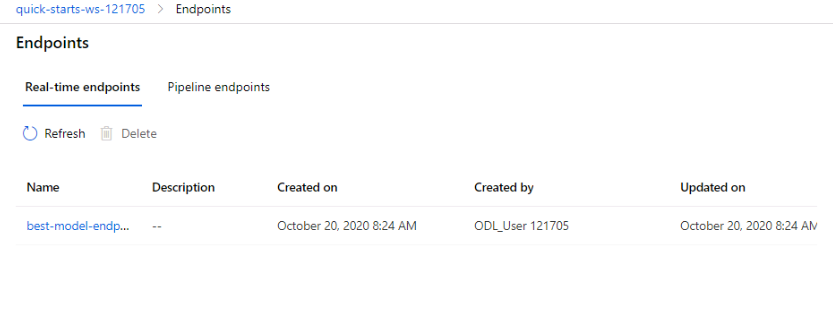 quick-starts-ws-121705 > Endpoints
Endpoints
Real-time endpoints Pipeline endpoints
Refresh Delete
Name Description Created on Created by Updated on
best-model-endp... -- October 20, 2020 8:24 AM ODL_User 121705 October 20, 2020 8:24 AM